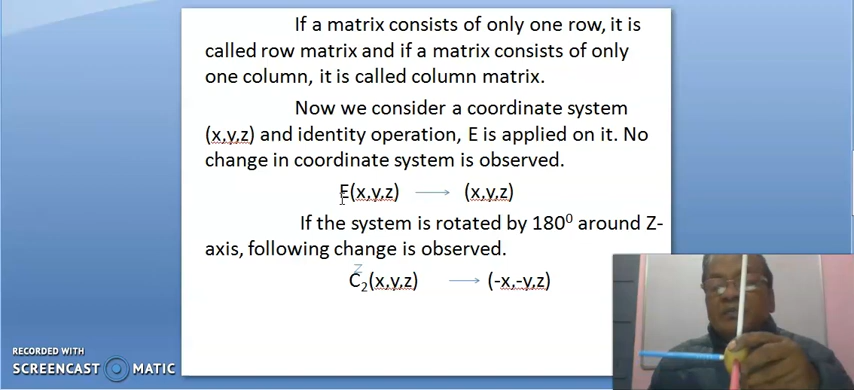 If a matrix consists of only one row, it is
called row matrix and if a matrix consists of only
one column, it is called column matrix.
Now we consider a coordinate system
(x,y,z) and identity operation, E is applied on it. No
change in coordinate system is observed.
E(x,y,z) ⟶ (x,y,z)
If the system is rotated by 180⁰ around Z-
axis, following change is observed.
C₂ᶻ(x,y,z) ⟶ (-x,-y,z)
RECORDED WITH
SCREENCAST MATIC